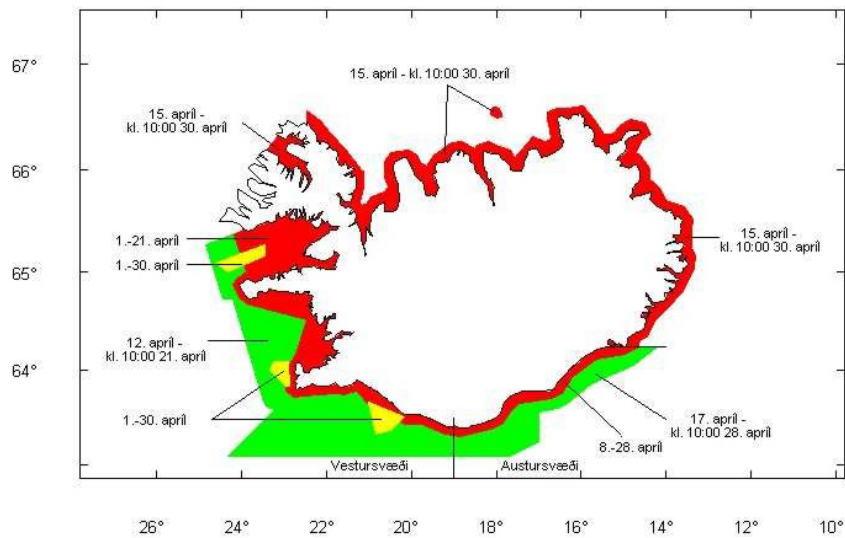 67°
66°
65°
64°
15. apríl - kl. 10:00 30. apríl
15. apríl -
kl. 10:00 30. apríl
1.-21. apríl
1.-30. apríl
12. apríl -
kl. 10:00 21. apríl
1.-30. apríl
15. apríl -
kl. 10:00 30. apríl
17. apríl -
kl. 10:00 28. apríl
8.-28. apríl
Vestursvæði
Austursvæði
26°
24°
22°
20°
18°
16°
14°
12°
10°
9°